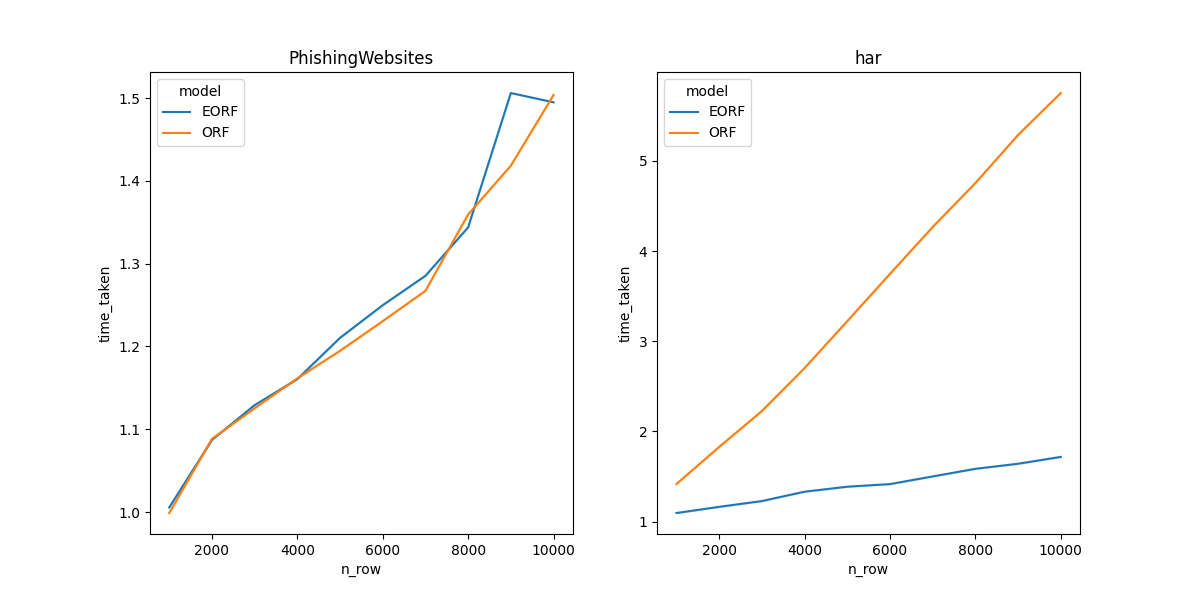 PhishingWebsites
model
EORF
ORF
1.5
1.4
1.3
1.2
1.1
1.0
time_taken
2000 4000 6000 8000 10000
n_row
har
model
EORF
ORF
5
4
3
2
1
time_taken
2000 4000 6000 8000 10000
n_row